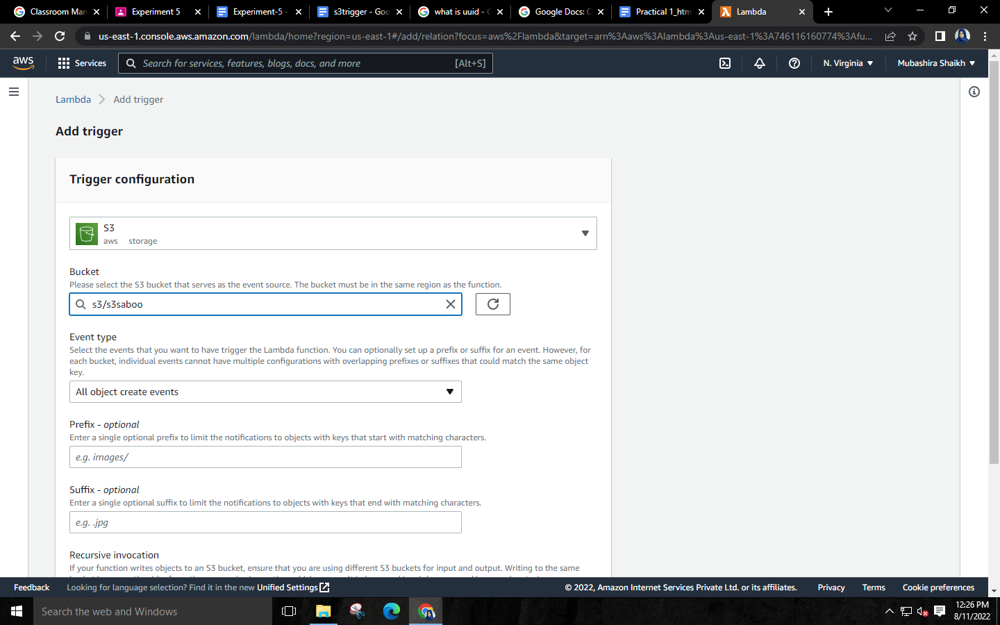 Classroom Man
Experiment 5
Experiment-5 -
s3trigger - Goo
what is uuid - G
Google Docs: C
Practical 1_htm
Lambda
us-east-1.console.aws.amazon.com/lambda/home?region=us-east-1#/add/relation?focus=aws%2Flambda&target=arn%3Aaws%3Alambda%3Aus-east-1%3A746116160774%3Afu...
aws
Services
Search for services, features, blogs, docs, and more
[Alt+S]
N. Virginia
Mubashira Shaikh
Lambda
Add trigger
Add trigger
Trigger configuration
S3
aws storage
Bucket
Please select the S3 bucket that serves as the event source. The bucket must be in the same region as the function.
s3/s3saboo
Event type
Select the events that you want to have trigger the Lambda function. You can optionally set up a prefix or suffix for an event. However, for
each bucket, individual events cannot have multiple configurations with overlapping prefixes or suffixes that could match the same object
key.
All object create events
Prefix - optional
Enter a single optional prefix to limit the notifications to objects with keys that start with matching characters.
e.g. images/
Suffix - optional
Enter a single optional suffix to limit the notifications to objects with keys that end with matching characters.
e.g. .jpg
Recursive invocation
If your function writes objects to an S3 bucket, ensure that you are using different S3 buckets for input and output. Writing to the same
Feedback
Looking for language selection? Find it in the new Unified Settings
© 2022, Amazon Internet Services Private Ltd. or its affiliates.
Privacy
Terms
Cookie preferences
Search the web and Windows
12:26 PM
8/11/2022